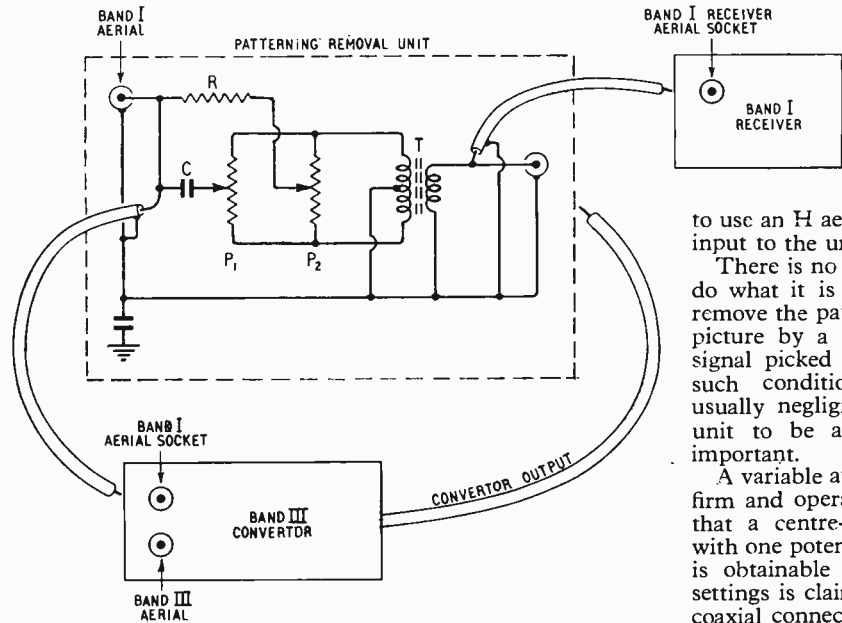 BAND I
AERIAL
PATTERNING REMOVAL UNIT
BAND I RECEIVER
AERIAL SOCKET
R
C
P1
P2
T
BAND I
RECEIVER
BAND I
AERIAL SOCKET
BAND III
CONVERTOR
CONVERTOR OUTPUT
BAND III
AERIAL
to use an H ae
input to the un
There is no
do what it is
remove the pat
picture by a
signal picked
such conditio
usually neglig
unit to be a
important.
A variable at
firm and opera
that a centre-
with one poten
is obtainable
settings is clain
coaxial connec